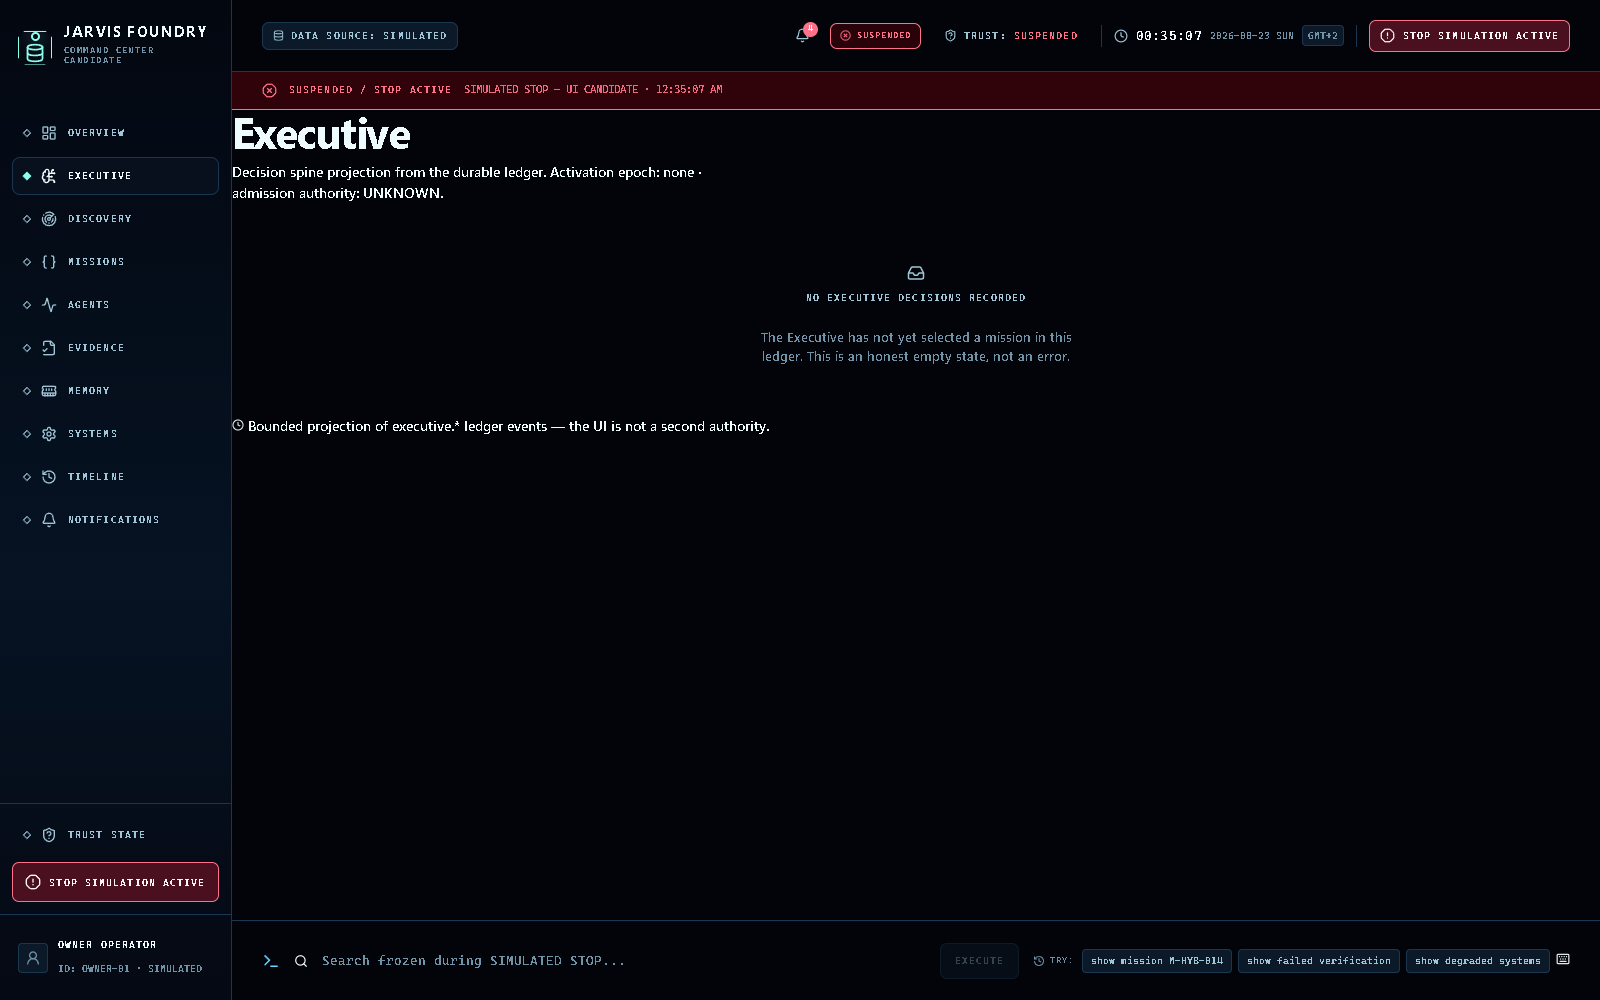 JARVIS FOUNDRY
COMMAND CENTER
CANDIDATE
DATA SOURCE: SIMULATED
4
SUSPENDED
TRUST: SUSPENDED
00:35:07 2026-08-23 SUN GMT+2
STOP SIMULATION ACTIVE
SUSPENDED / STOP ACTIVE SIMULATED STOP — UI CANDIDATE · 12:35:07 AM
OVERVIEW
EXECUTIVE
DISCOVERY
MISSIONS
AGENTS
EVIDENCE
MEMORY
SYSTEMS
TIMELINE
NOTIFICATIONS
TRUST STATE
STOP SIMULATION ACTIVE
OWNER OPERATOR
ID: OWNER-01 · SIMULATED
Executive
Decision spine projection from the durable ledger. Activation epoch: none ·
admission authority: UNKNOWN.
NO EXECUTIVE DECISIONS RECORDED
The Executive has not yet selected a mission in this
ledger. This is an honest empty state, not an error.
Bounded projection of executive.* ledger events — the UI is not a second authority.
Search frozen during SIMULATED STOP...
EXECUTE
TRY:
show mission M-HYB-014
show failed verification
show degraded systems